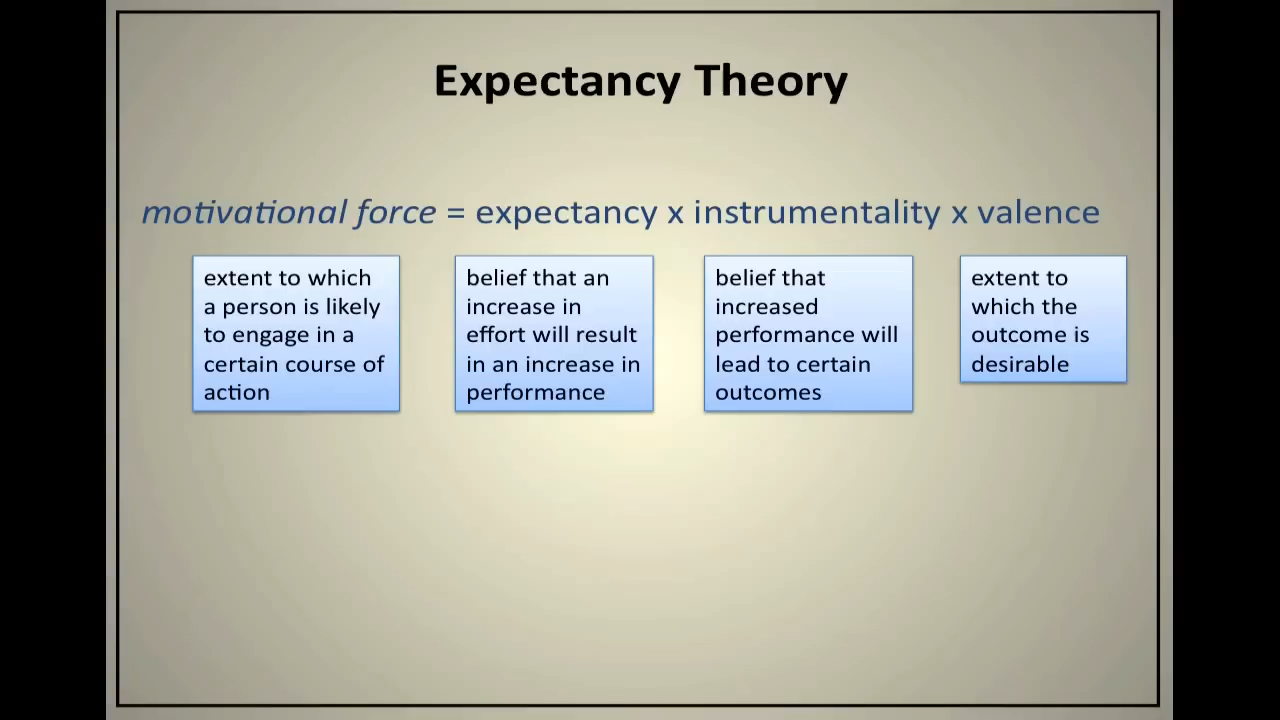 Expectancy Theory
motivational force = expectancy x instrumentality x valence
extent to which
a person is likely
to engage in a
certain course of
action
belief that an
increase in
effort will result
in an increase in
performance
belief that
increased
performance will
lead to certain
outcomes
extent to
which the
outcome is
desirable